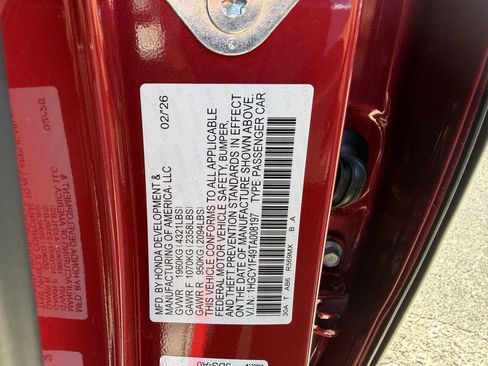 MFD. BY HONDA DEVELOPMENT & 02/26
MANUFACTURING OF AMERICA, LLC
GVWR 1960KG(4321LBS)
GAWR F 1070KG(2358LBS)
GAWR R 950KG(2094LBS)
THIS VEHICLE CONFORMS TO ALL APPLICABLE
FEDERAL MOTOR VEHICLE SAFETY, BUMPER,
AND THEFT PREVENTION STANDARDS IN EFFECT
ON THE DATE OF MANUFACTURE SHOWN ABOVE.
V.I.N.: 1HGCY1F49TA008197 TYPE:PASSENGER CAR
30A T AB6 R569MX B A